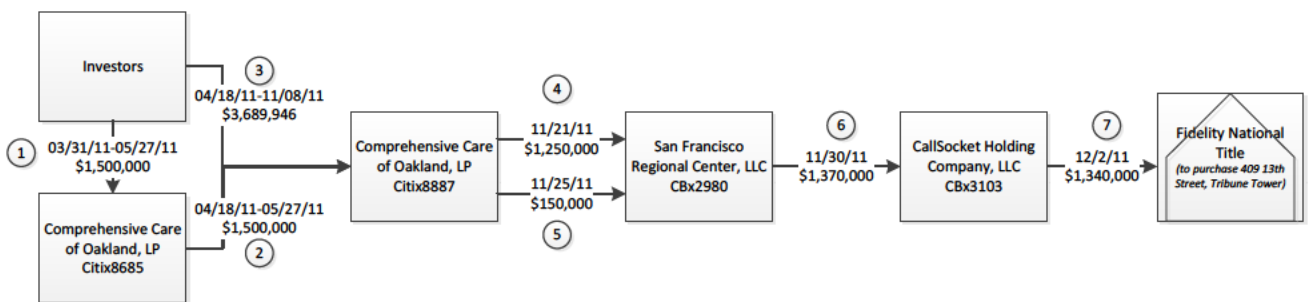 Investors
1
03/31/11-05/27/11
$1,500,000
Comprehensive Care
of Oakland, LP
Citix8685
3
04/18/11-11/08/11
$3,689,946
04/18/11-05/27/11
$1,500,000
2
Comprehensive Care
of Oakland, LP
Citix8887
4
11/21/11
$1,250,000
11/25/11
$150,000
5
San Francisco
Regional Center, LLC
CBx2980
6
11/30/11
$1,370,000
CallSocket Holding
Company, LLC
CBx3103
7
12/2/11
$1,340,000
Fidelity National
Title
(to purchase 409 13th
Street, Tribune Tower)